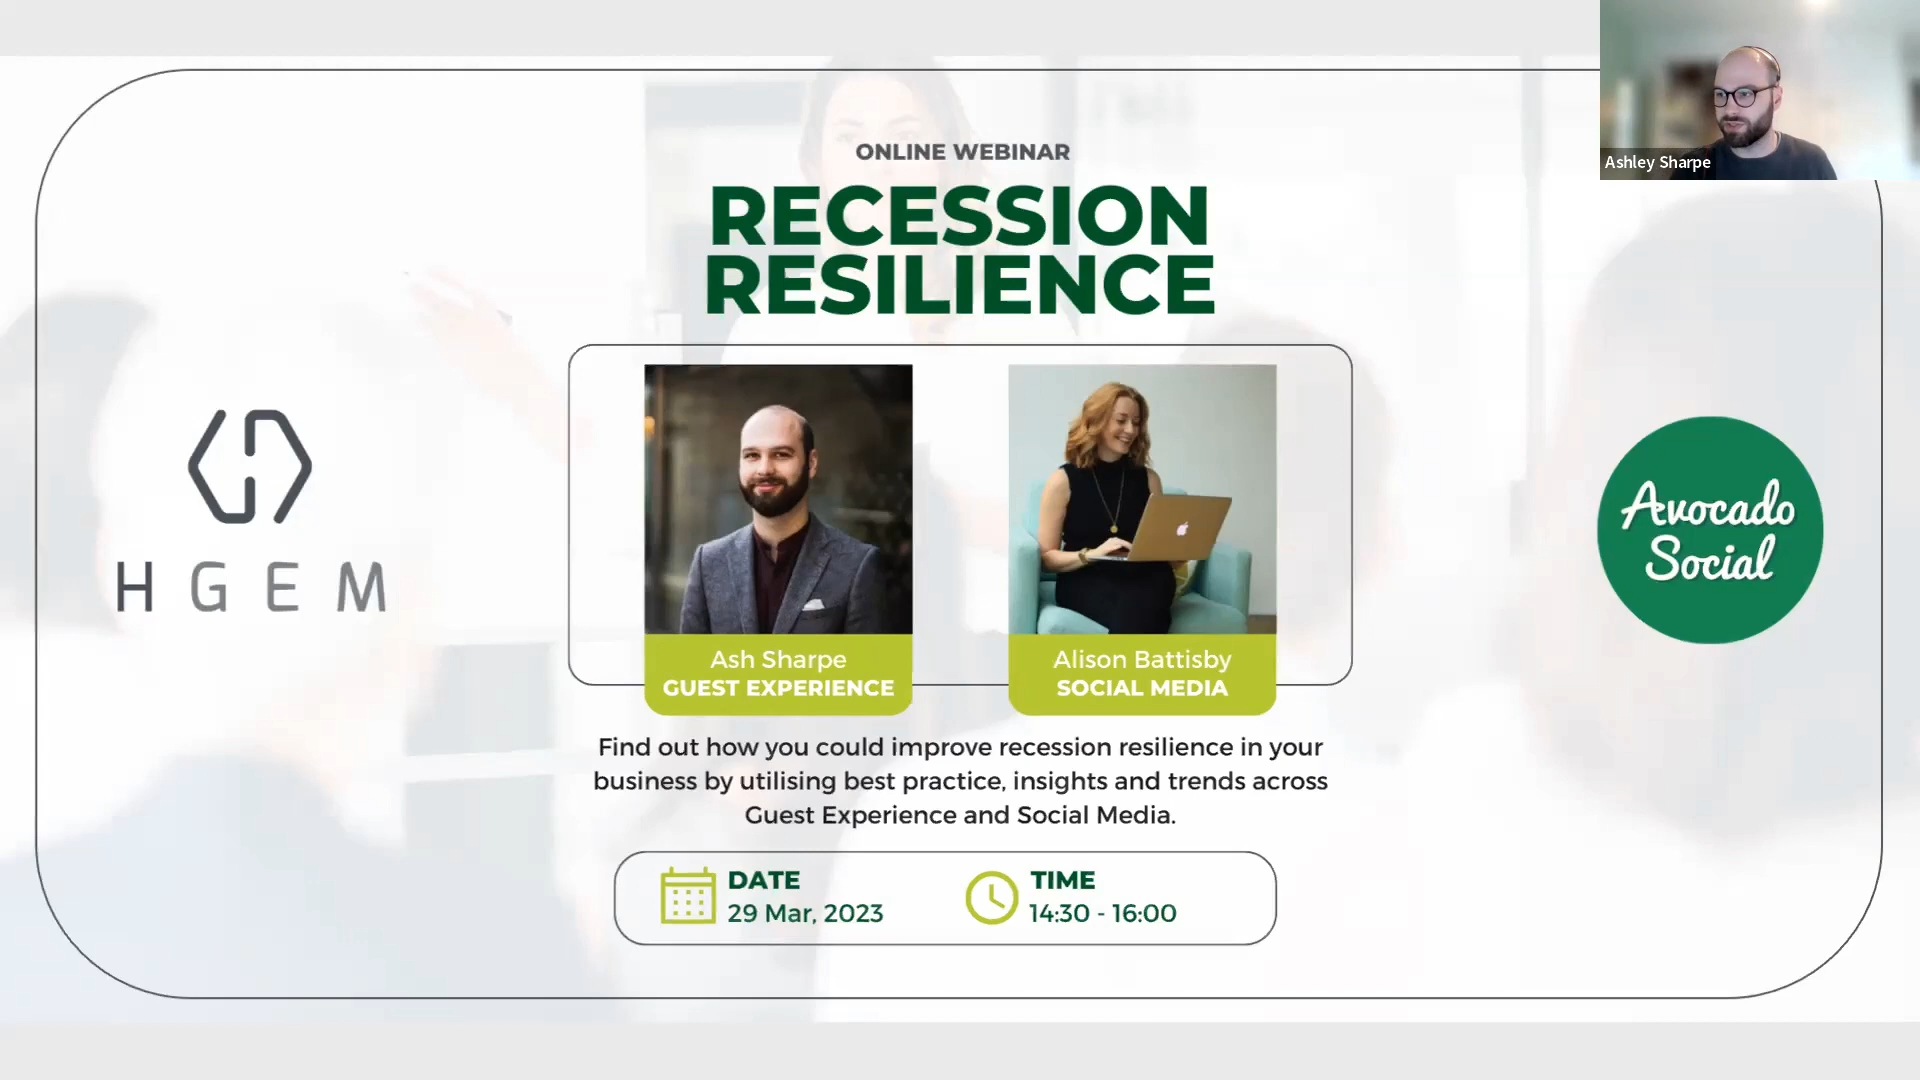 Ashley Sharpe
ONLINE WEBINAR
RECESSION
RESILIENCE
HGEM
Avocado
Social
Ash Sharpe
GUEST EXPERIENCE
Alison Battisby
SOCIAL MEDIA
Find out how you could improve recession resilience in your
business by utilising best practice, insights and trends across
Guest Experience and Social Media.
DATE
29 Mar, 2023
TIME
14:30 - 16:00